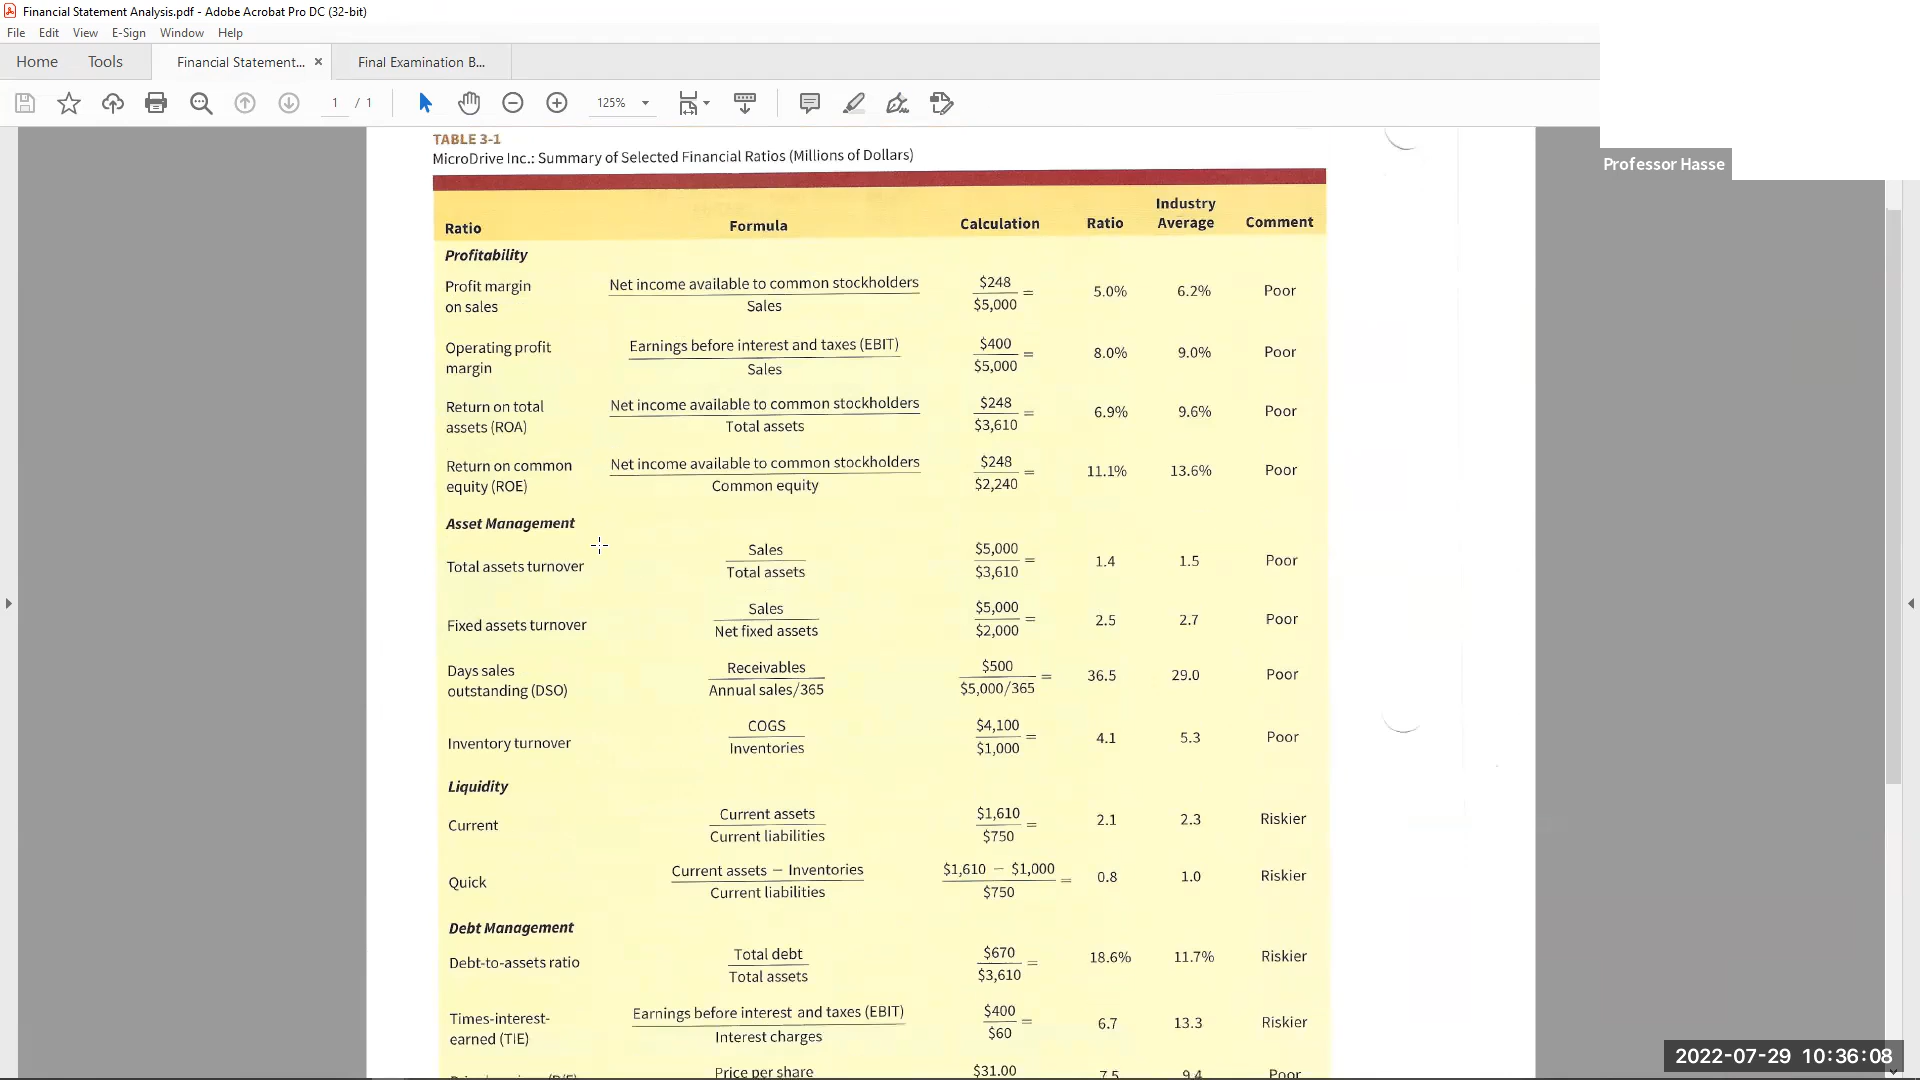 Financial Statement Analysis.pdf - Adobe Acrobat Pro DC (32-bit)
File Edit View E-Sign Window Help
Home Tools Financial Statement... × Final Examination B...
1 / 1 125%
Professor Hasse
TABLE 3-1
MicroDrive Inc.: Summary of Selected Financial Ratios (Millions of Dollars)
Ratio Formula Calculation Ratio Industry Average Comment
Profitability
Profit margin on sales Net income available to common stockholders / Sales $248 / $5,000 = 5.0% 6.2% Poor
Operating profit margin Earnings before interest and taxes (EBIT) / Sales $400 / $5,000 = 8.0% 9.0% Poor
Return on total assets (ROA) Net income available to common stockholders / Total assets $248 / $3,610 = 6.9% 9.6% Poor
Return on common equity (ROE) Net income available to common stockholders / Common equity $248 / $2,240 = 11.1% 13.6% Poor
Asset Management
Total assets turnover Sales / Total assets $5,000 / $3,610 = 1.4 1.5 Poor
Fixed assets turnover Sales / Net fixed assets $5,000 / $2,000 = 2.5 2.7 Poor
Days sales outstanding (DSO) Receivables / Annual sales/365 $500 / $5,000/365 = 36.5 29.0 Poor
Inventory turnover COGS / Inventories $4,100 / $1,000 = 4.1 5.3 Poor
Liquidity
Current Current assets / Current liabilities $1,610 / $750 = 2.1 2.3 Riskier
Quick Current assets − Inventories / Current liabilities $1,610 − $1,000 / $750 = 0.8 1.0 Riskier
Debt Management
Debt-to-assets ratio Total debt / Total assets $670 / $3,610 = 18.6% 11.7% Riskier
Times-interest-earned (TIE) Earnings before interest and taxes (EBIT) / Interest charges $400 / $60 = 6.7 13.3 Riskier
Price per share $31.00 7.5 9.4 Poor
2022-07-29 10:36:08